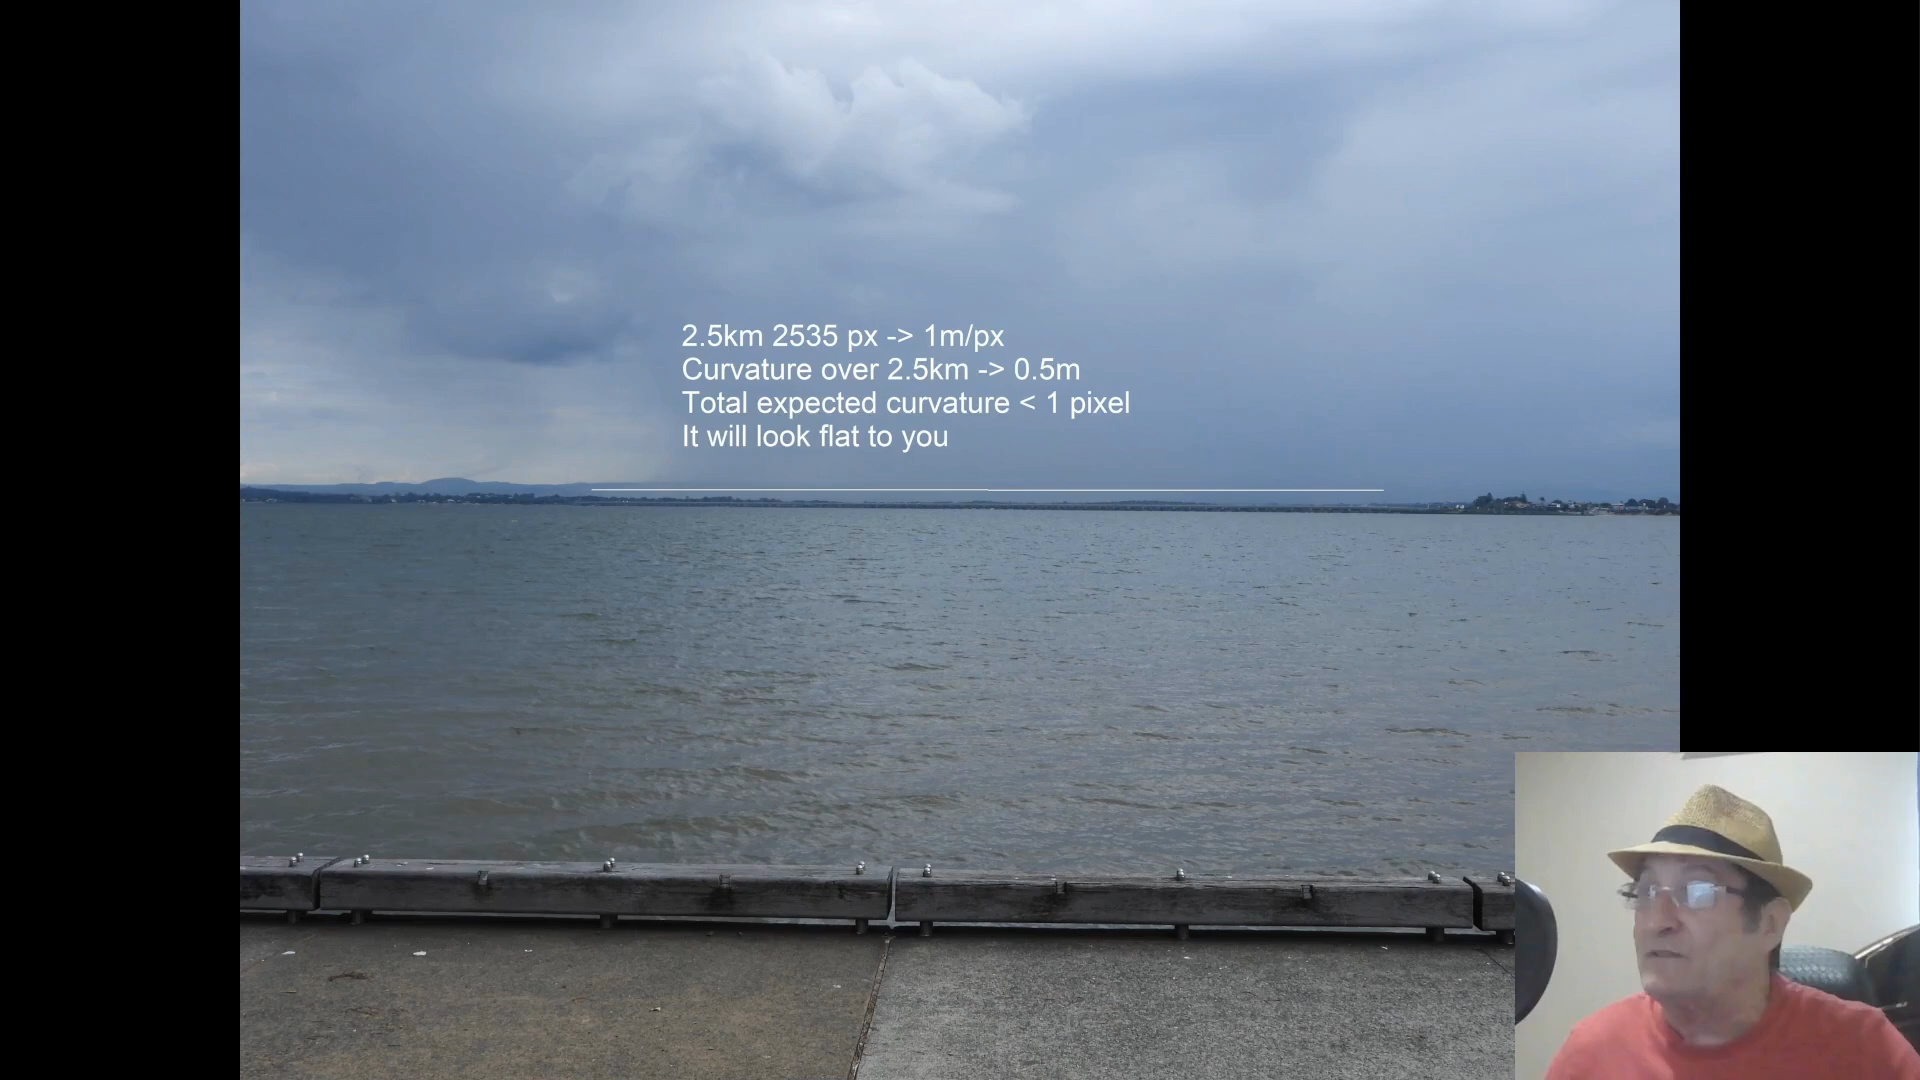 2.5km 2535 px -> 1m/px
Curvature over 2.5km -> 0.5m
Total expected curvature < 1 pixel
It will look flat to you